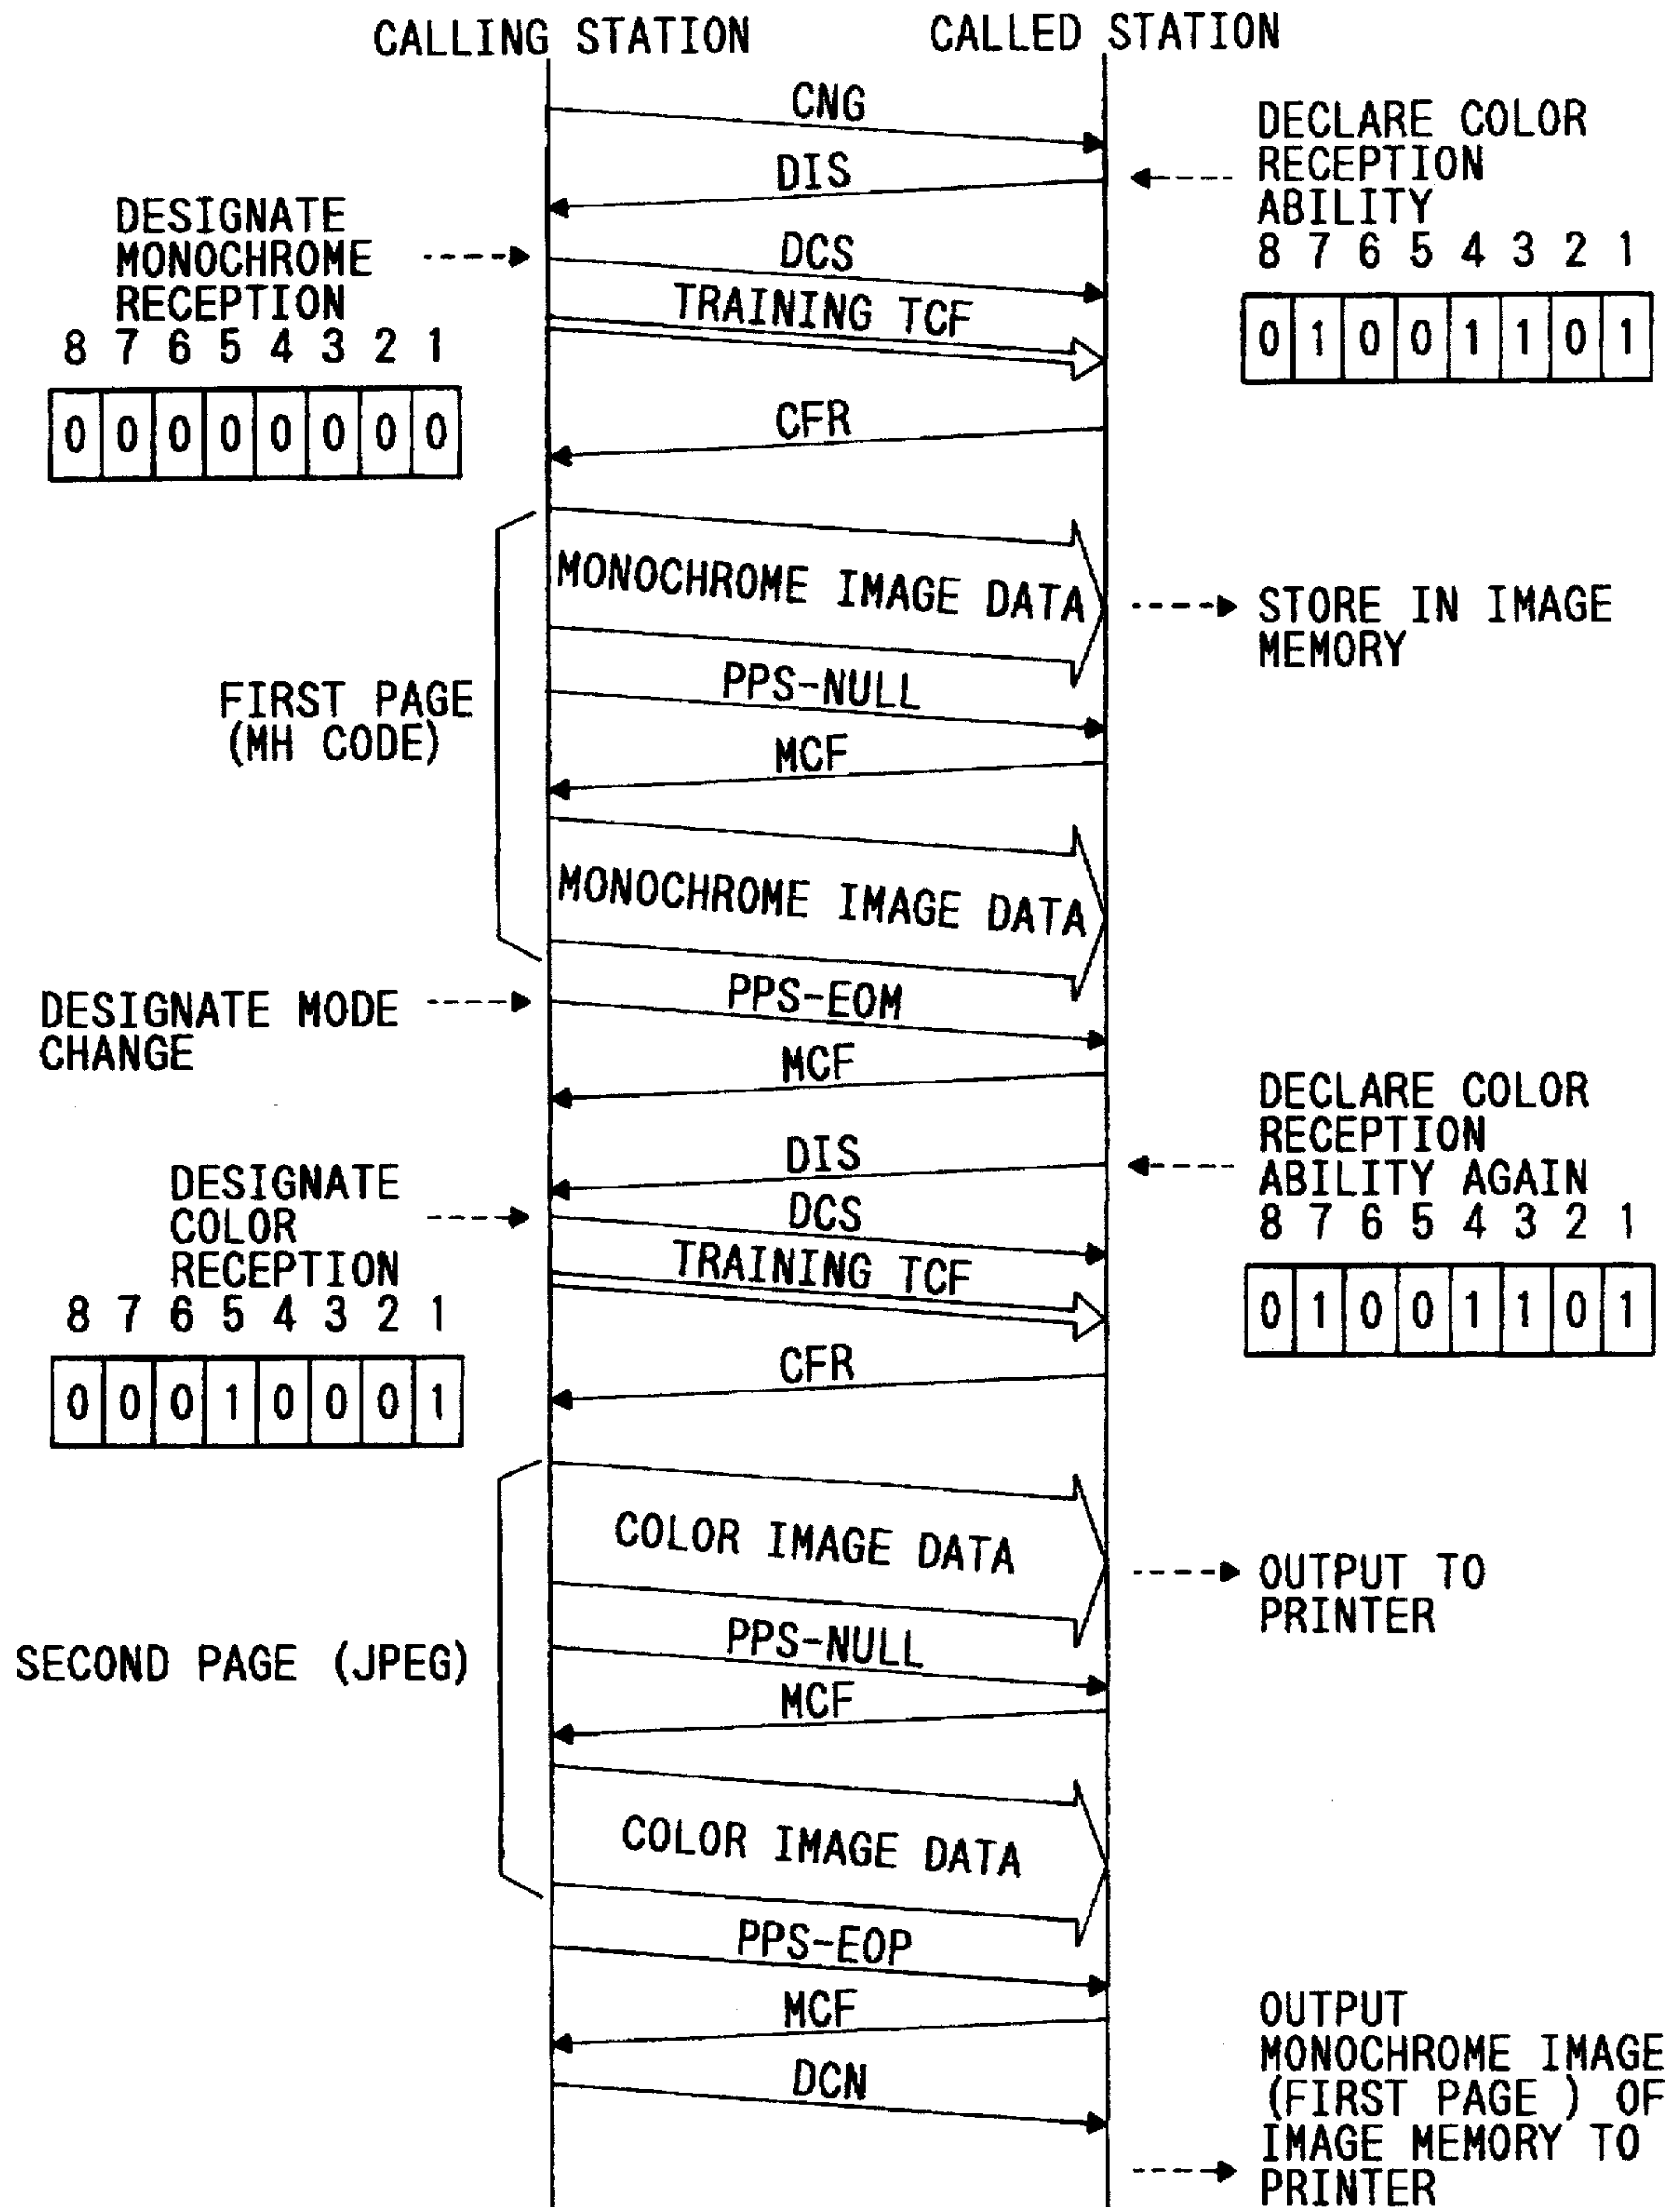 CALLING STATION
CALLED STATION
CNG
DECLARE COLOR
RECEPTION
ABILITY
8 7 6 5 4 3 2 1
0 1 0 0 1 1 0 1
DIS
DESIGNATE
MONOCHROME
RECEPTION
8 7 6 5 4 3 2 1
0 0 0 0 0 0 0 0
DCS
TRAINING TCF
CFR
MONOCHROME IMAGE DATA
STORE IN IMAGE
MEMORY
FIRST PAGE
(MH CODE)
PPS-NULL
MCF
MONOCHROME IMAGE DATA
DESIGNATE MODE
CHANGE
PPS-EOM
MCF
DECLARE COLOR
RECEPTION
ABILITY AGAIN
8 7 6 5 4 3 2 1
0 1 0 0 1 1 0 1
DIS
DESIGNATE
COLOR
RECEPTION
8 7 6 5 4 3 2 1
0 0 0 1 0 0 0 1
DCS
TRAINING TCF
CFR
COLOR IMAGE DATA
OUTPUT TO
PRINTER
SECOND PAGE (JPEG)
PPS-NULL
MCF
COLOR IMAGE DATA
PPS-EOP
MCF
DCN
OUTPUT
MONOCHROME IMAGE
(FIRST PAGE ) OF
IMAGE MEMORY TO
PRINTER